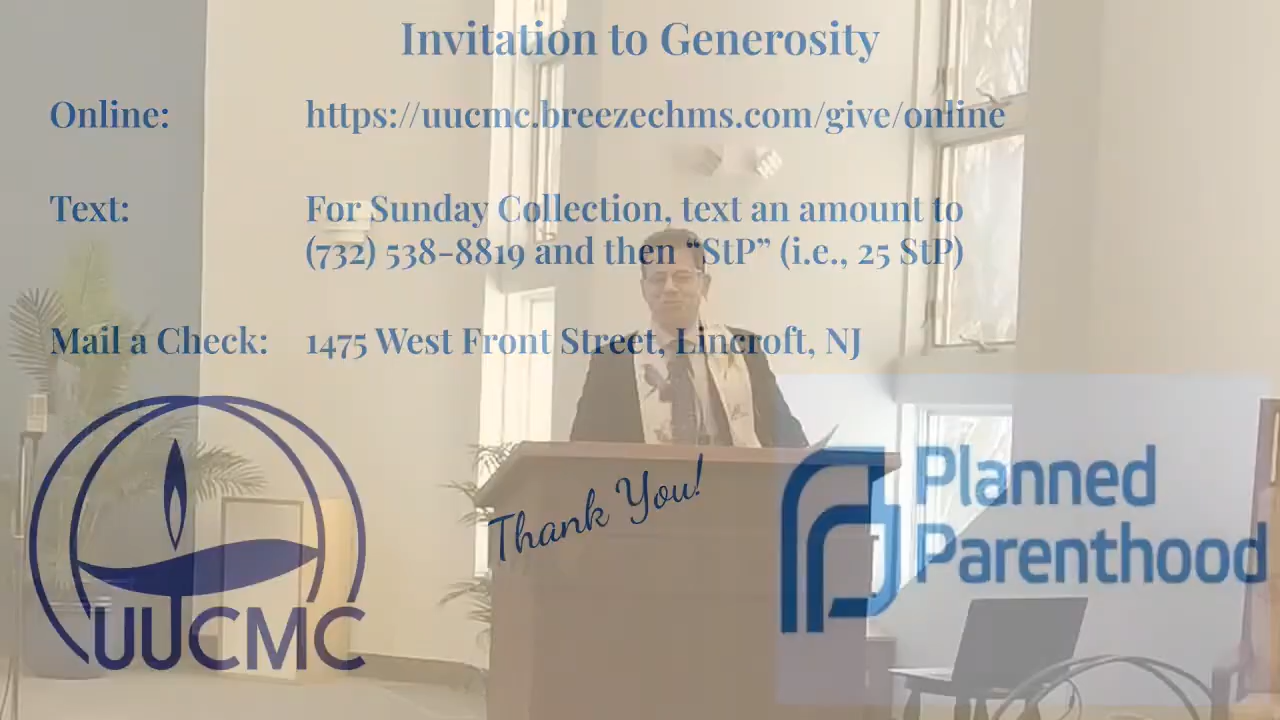 Invitation to Generosity
Online: https://uucmc.breezechms.com/give/online
Text: For Sunday Collection, text an amount to
(732) 538-8819 and then “StP” (i.e., 25 StP)
Mail a Check: 1475 West Front Street, Lincroft, NJ
Thank You!
Planned
Parenthood
UUCMC